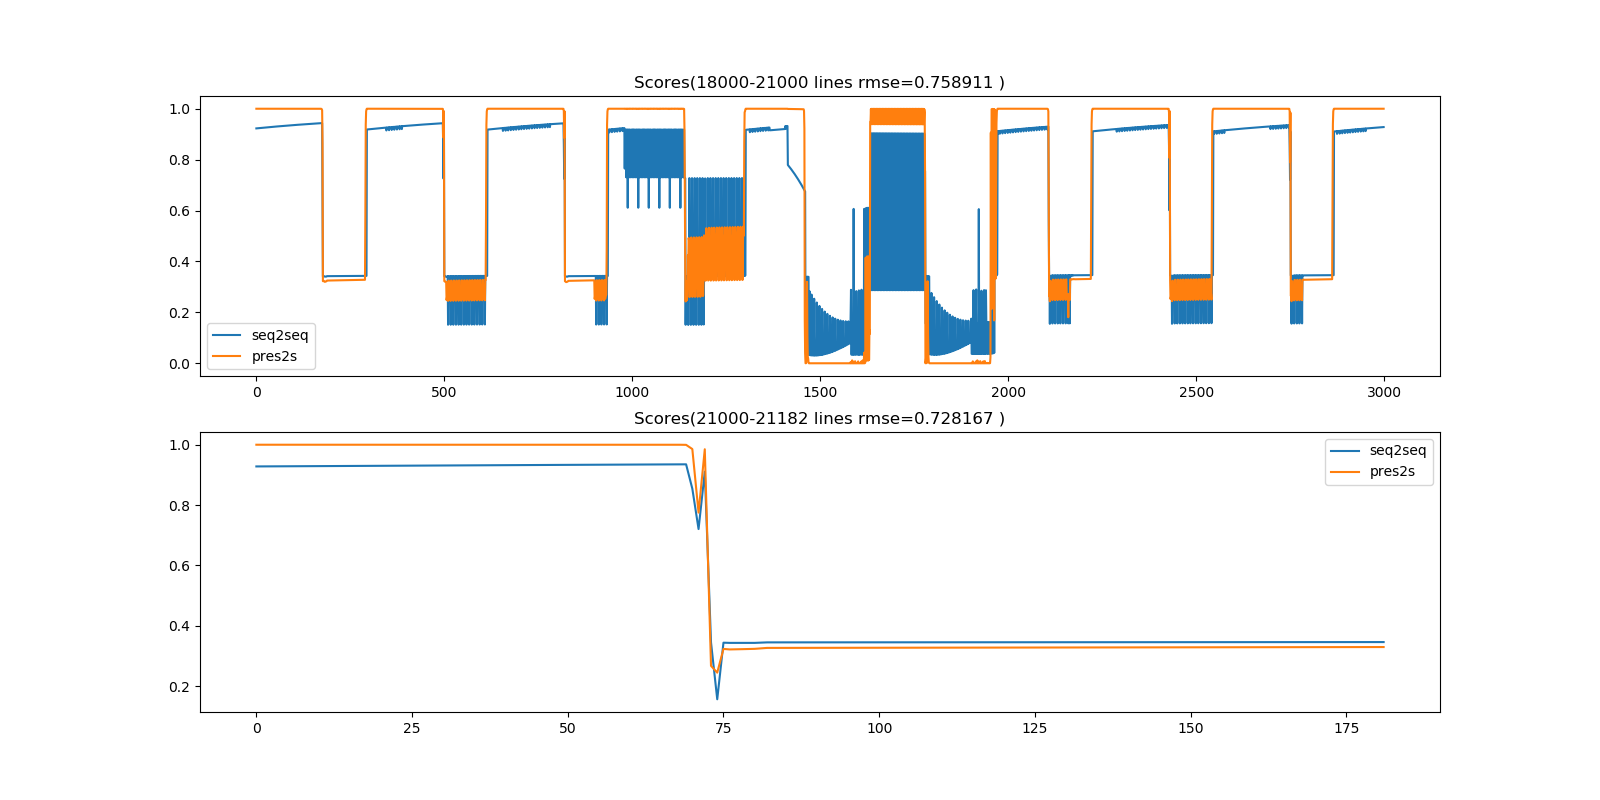 Scores(18000-21000 lines rmse=0.758911 )
1.0
0.8
0.6
0.4
0.2
0.0
seq2seq
pres2s
0 500 1000 1500 2000 2500 3000
Scores(21000-21182 lines rmse=0.728167 )
1.0
0.8
0.6
0.4
0.2
seq2seq
pres2s
0 25 50 75 100 125 150 175